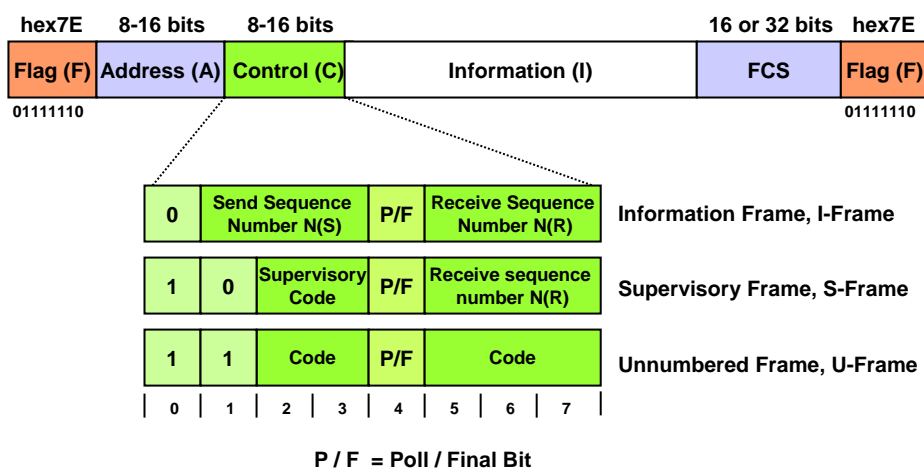 hex7E 8-16 bits 8-16 bits 16 or 32 bits hex7E
Flag (F) Address (A) Control (C) Information (I) FCS Flag (F)
01111110 01111110
0 Send Sequence Number N(S) P/F Receive Sequence Number N(R) Information Frame, I-Frame
1 0 Supervisory Code P/F Receive sequence number N(R) Supervisory Frame, S-Frame
1 1 Code P/F Code Unnumbered Frame, U-Frame
0 1 2 3 4 5 6 7
P / F = Poll / Final Bit